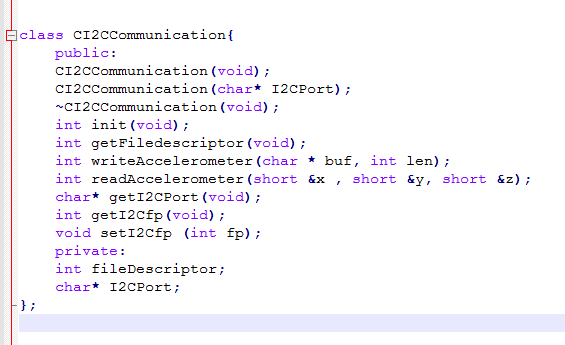 class CI2CCommunication{
public:
CI2CCommunication(void);
CI2CCommunication(char* I2CPort);
~CI2CCommunication(void);
int init(void);
int getFiledescriptor(void);
int writeAccelerometer(char * buf, int len);
int readAccelerometer(short &x , short &y, short &z);
char* getI2CPort(void);
int getI2Cfp(void);
void setI2Cfp (int fp);
private:
int fileDescriptor;
char* I2CPort;
};